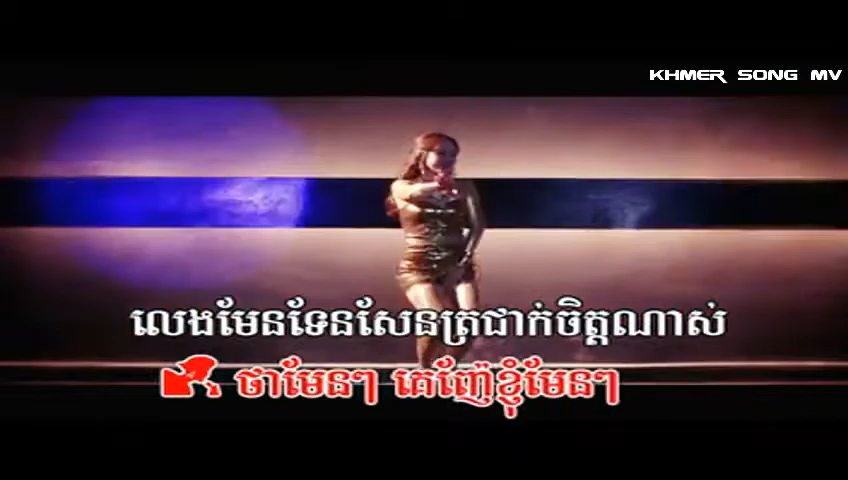 KHMER SONG MV
លេងមែនទែនសែនត្រជាក់ចិត្តណាស់
ថាមែនៗ គេញ៉ែខ្ញុំមែនៗ